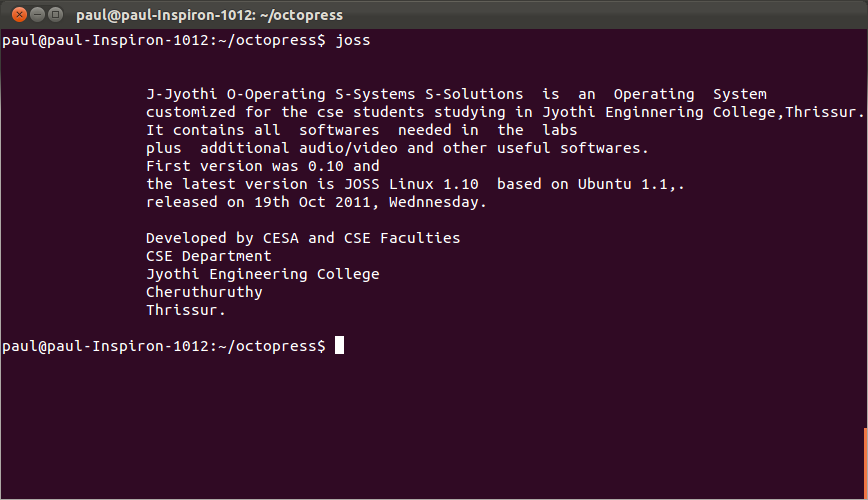 paul@paul-Inspiron-1012: ~/octopress
paul@paul-Inspiron-1012:~/octopress$ joss
J-Jyothi O-Operating S-Systems S-Solutions  is  an  Operating  System
customized for the cse students studying in Jyothi Enginnering College,Thrissur.
It contains all  softwares  needed in  the  labs
plus  additional audio/video and other useful softwares.
First version was 0.10 and
the latest version is JOSS Linux 1.10  based on Ubuntu 1.1,.
released on 19th Oct 2011, Wednnesday.
Developed by CESA and CSE Faculties
CSE Department
Jyothi Engineering College
Cheruthuruthy
Thrissur.
paul@paul-Inspiron-1012:~/octopress$